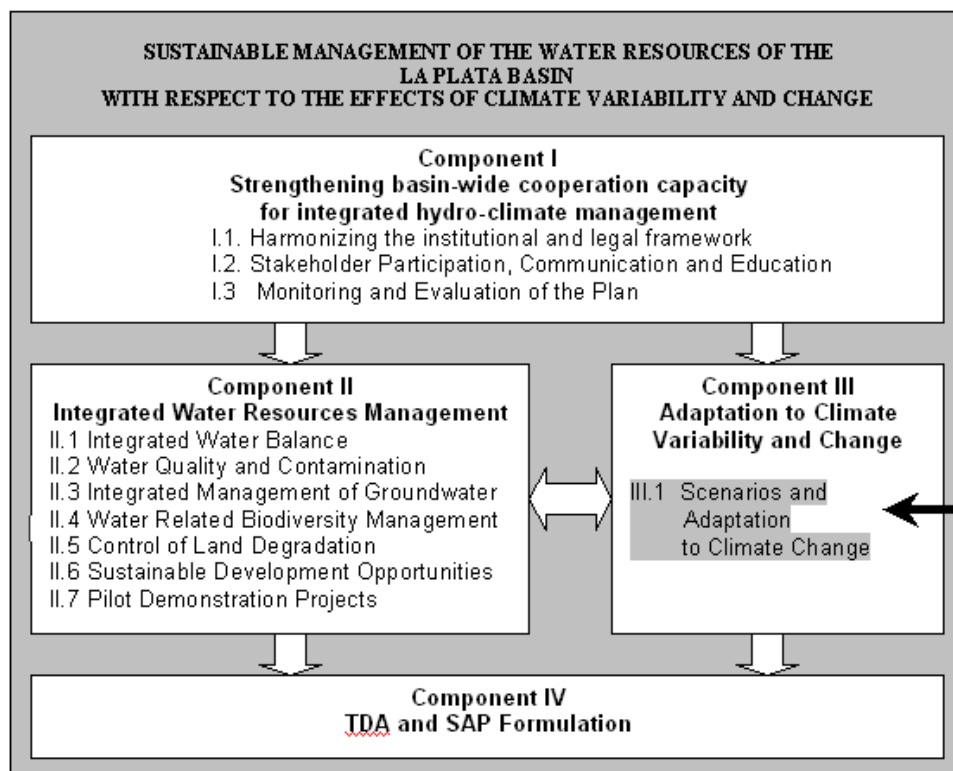 SUSTAINABLE MANAGEMENT OF THE WATER RESOURCES OF THE
LA PLATA BASIN
WITH RESPECT TO THE EFFECTS OF CLIMATE VARIABILITY AND CHANGE
Component I
Strengthening basin-wide cooperation capacity
for integrated hydro-climate management
I.1. Harmonizing the institutional and legal framework
I.2. Stakeholder Participation, Communication and Education
I.3 Monitoring and Evaluation of the Plan
Component II
Integrated Water Resources Management
II.1 Integrated Water Balance
II.2 Water Quality and Contamination
II.3 Integrated Management of Groundwater
II.4 Water Related Biodiversity Management
II.5 Control of Land Degradation
II.6 Sustainable Development Opportunities
II.7 Pilot Demonstration Projects
Component III
Adaptation to Climate
Variability and Change
III.1 Scenarios and
Adaptation
to Climate Change
Component IV
TDA and SAP Formulation